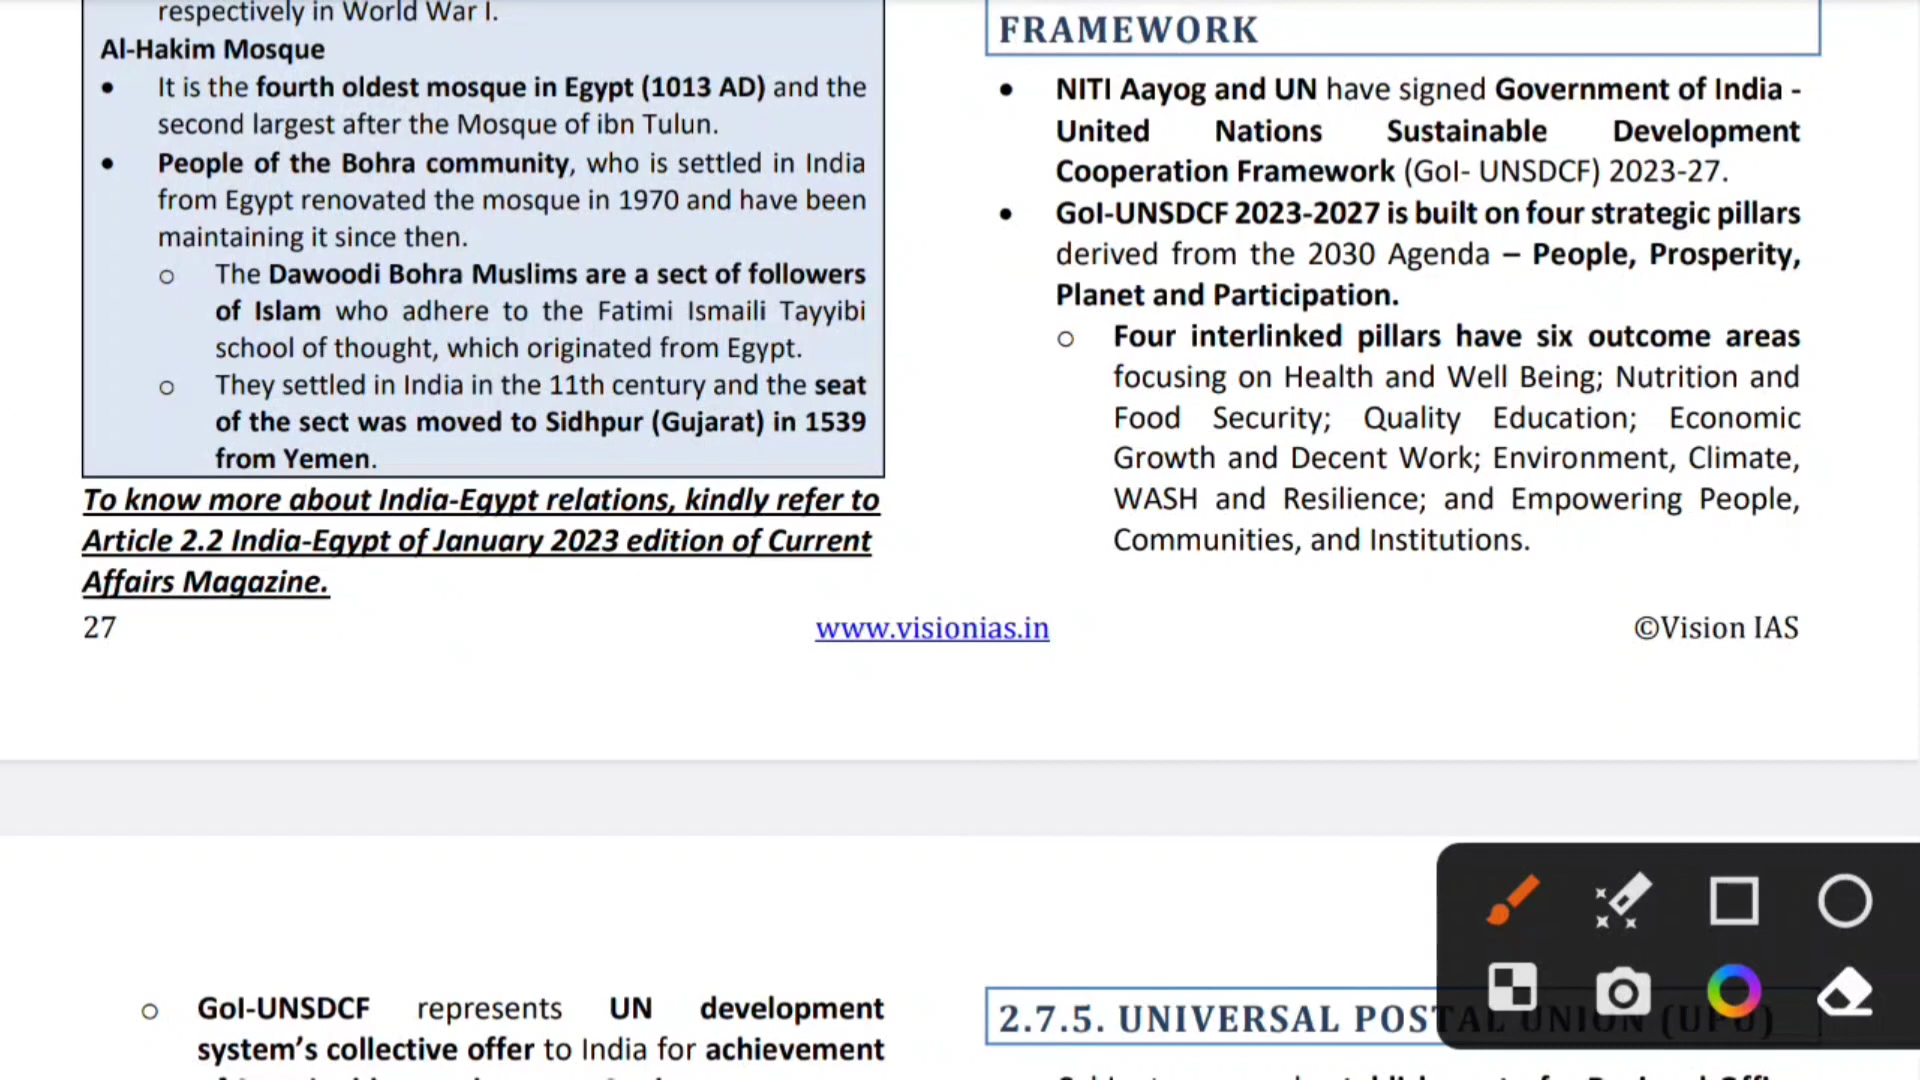 respectively in World War I.
Al-Hakim Mosque
• It is the fourth oldest mosque in Egypt (1013 AD) and the
second largest after the Mosque of ibn Tulun.
• People of the Bohra community, who is settled in India
from Egypt renovated the mosque in 1970 and have been
maintaining it since then.
o The Dawoodi Bohra Muslims are a sect of followers
of Islam who adhere to the Fatimi Ismaili Tayyibi
school of thought, which originated from Egypt.
o They settled in India in the 11th century and the seat
of the sect was moved to Sidhpur (Gujarat) in 1539
from Yemen.
To know more about India-Egypt relations, kindly refer to
Article 2.2 India-Egypt of January 2023 edition of Current
Affairs Magazine.
FRAMEWORK
• NITI Aayog and UN have signed Government of India -
United Nations Sustainable Development
Cooperation Framework (GoI- UNSDCF) 2023-27.
• GoI-UNSDCF 2023-2027 is built on four strategic pillars
derived from the 2030 Agenda – People, Prosperity,
Planet and Participation.
o Four interlinked pillars have six outcome areas
focusing on Health and Well Being; Nutrition and
Food Security; Quality Education; Economic
Growth and Decent Work; Environment, Climate,
WASH and Resilience; and Empowering People,
Communities, and Institutions.
27 www.visionias.in ©Vision IAS
o GoI-UNSDCF represents UN development
system’s collective offer to India for achievement
2.7.5. UNIVERSAL POSTAL UNION (UPU)